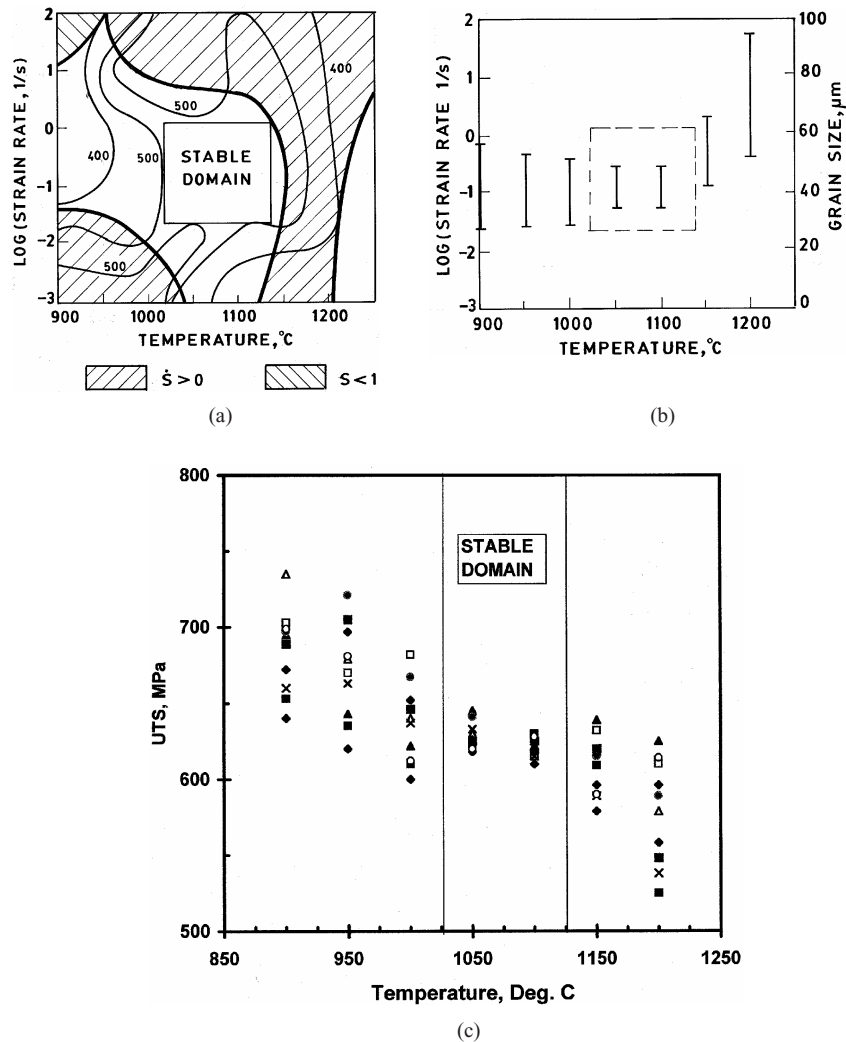 2
1
0
-1
-2
-3
LOG (STRAIN RATE, 1/s)
400
500
500
400
500
STABLE
DOMAIN
900
1000
1100
1200
TEMPERATURE, °C
Ṡ > 0
S < 1
(a)
2
1
0
-1
-2
-3
LOG (STRAIN RATE 1/s)
100
80
60
40
20
0
GRAIN SIZE, μm
900
1000
1100
1200
TEMPERATURE, °C
(b)
800
700
600
500
UTS, MPa
STABLE
DOMAIN
850
950
1050
1150
1250
Temperature, Deg. C
(c)